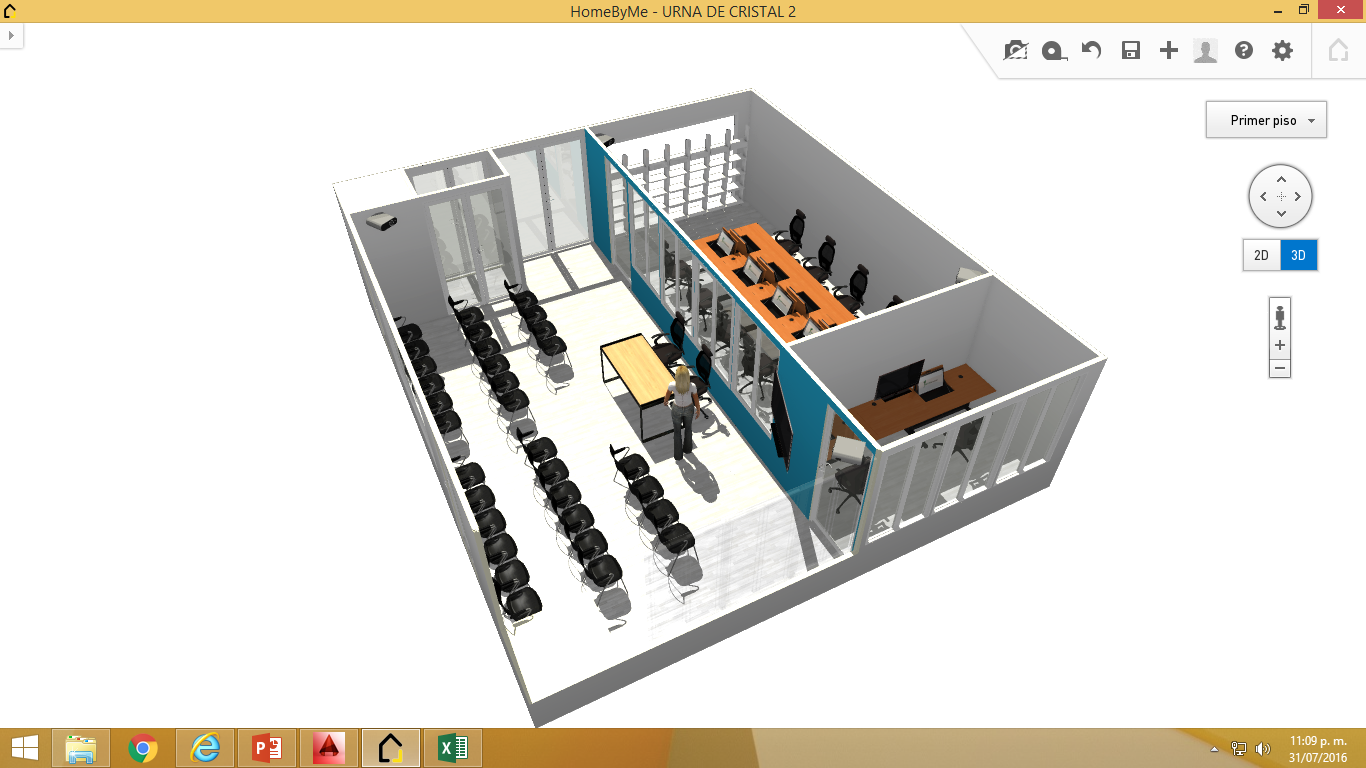 HomeByMe - URNA DE CRISTAL 2
Primer piso
2D
3D
11:09 p. m.
31/07/2016